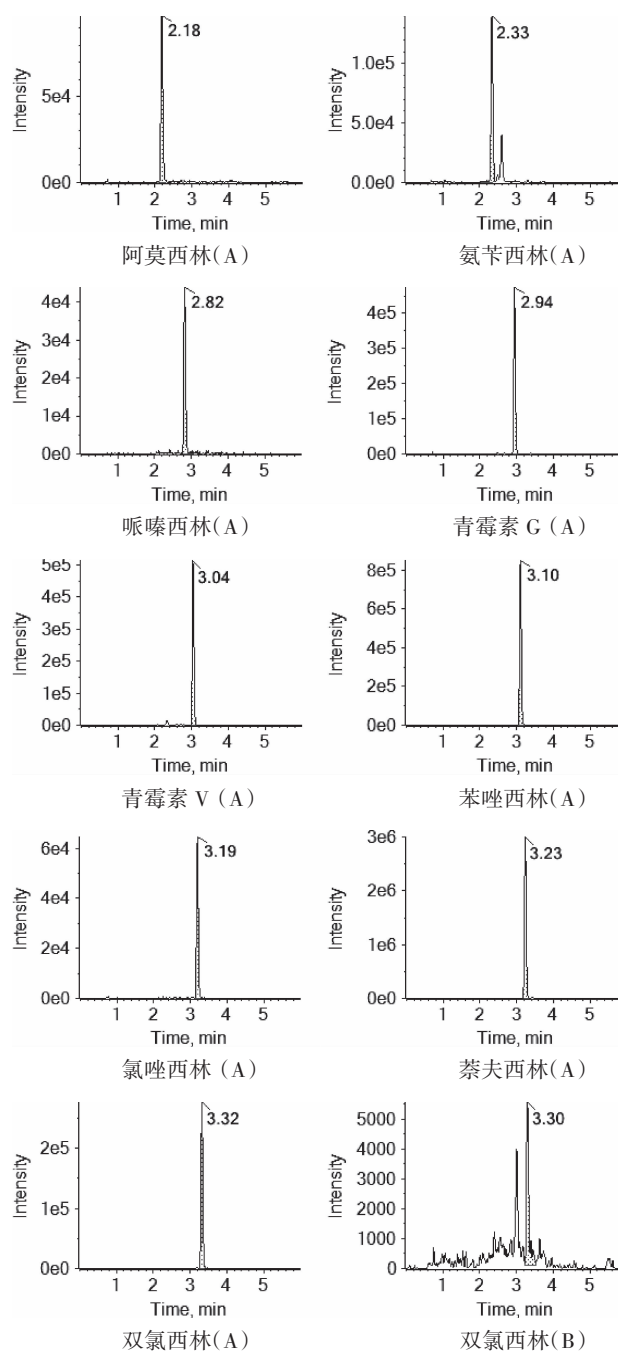 2.18
Intensity
5e4
0e0
1 2 3 4 5
Time, min
阿莫西林(A)
2.33
Intensity
1.0e5
5.0e4
0.0e0
1 2 3 4 5
Time, min
氨苄西林(A)
2.82
Intensity
4e4
3e4
2e4
1e4
0e0
1 2 3 4 5
Time, min
哌嗪西林(A)
2.94
Intensity
4e5
3e5
2e5
1e5
0e0
1 2 3 4 5
Time, min
青霉素 G (A)
3.04
Intensity
5e5
4e5
3e5
2e5
1e5
0e0
1 2 3 4 5
Time, min
青霉素 V (A)
3.10
Intensity
8e5
6e5
4e5
2e5
0e0
1 2 3 4 5
Time, min
苯唑西林(A)
3.19
Intensity
6e4
4e4
2e4
0e0
1 2 3 4 5
Time, min
氯唑西林 (A)
3.23
Intensity
3e6
2e6
1e6
0e0
1 2 3 4 5
Time, min
萘夫西林(A)
3.32
Intensity
2e5
1e5
0e0
1 2 3 4 5
Time, min
双氯西林(A)
3.30
Intensity
5000
4000
3000
2000
1000
0
1 2 3 4 5
Time, min
双氯西林(B)